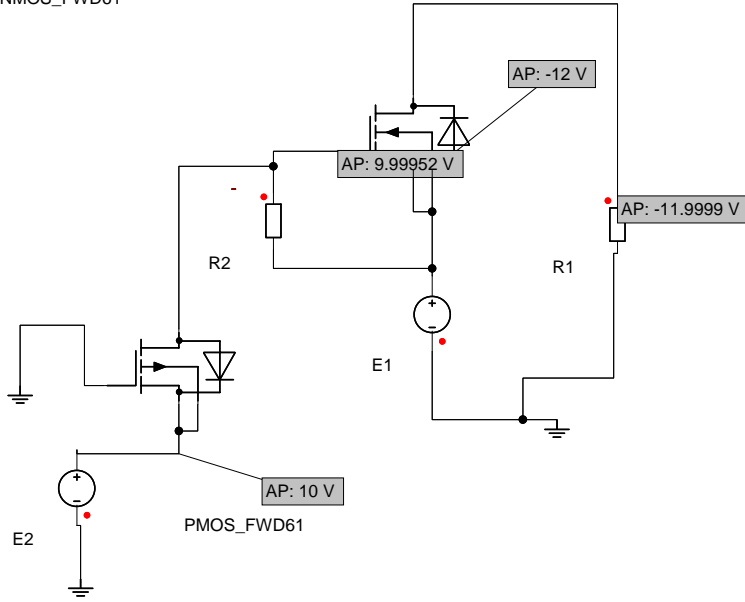 NMOS_FWD61
AP: -12 V
AP: 9.99952 V
AP: -11.9999 V
R2
R1
E1
AP: 10 V
PMOS_FWD61
E2